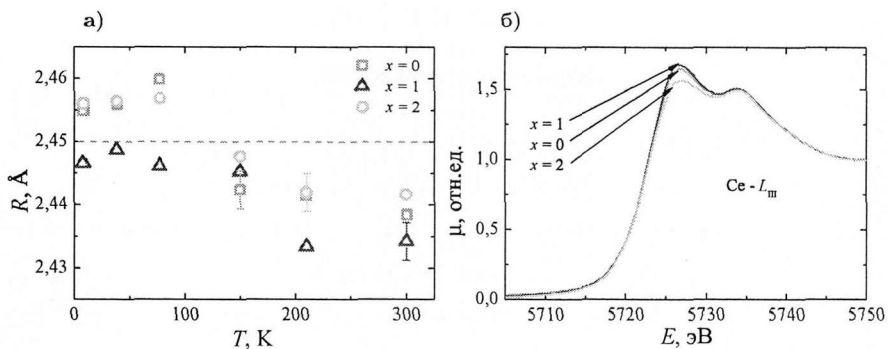 а)
2,46
2,45
2,44
2,43
R, Å
0
100
200
300
T, K
x = 0
x = 1
x = 2
б)
1,5
1,0
0,5
0,0
μ, отн.ед.
x = 1
x = 0
x = 2
Ce - L_III
5710
5720
5730
5740
5750
E, эВ